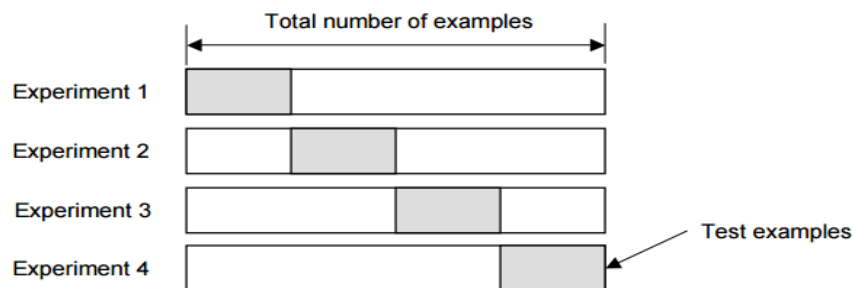 Total number of examples
Experiment 1
Experiment 2
Experiment 3
Test examples
Experiment 4